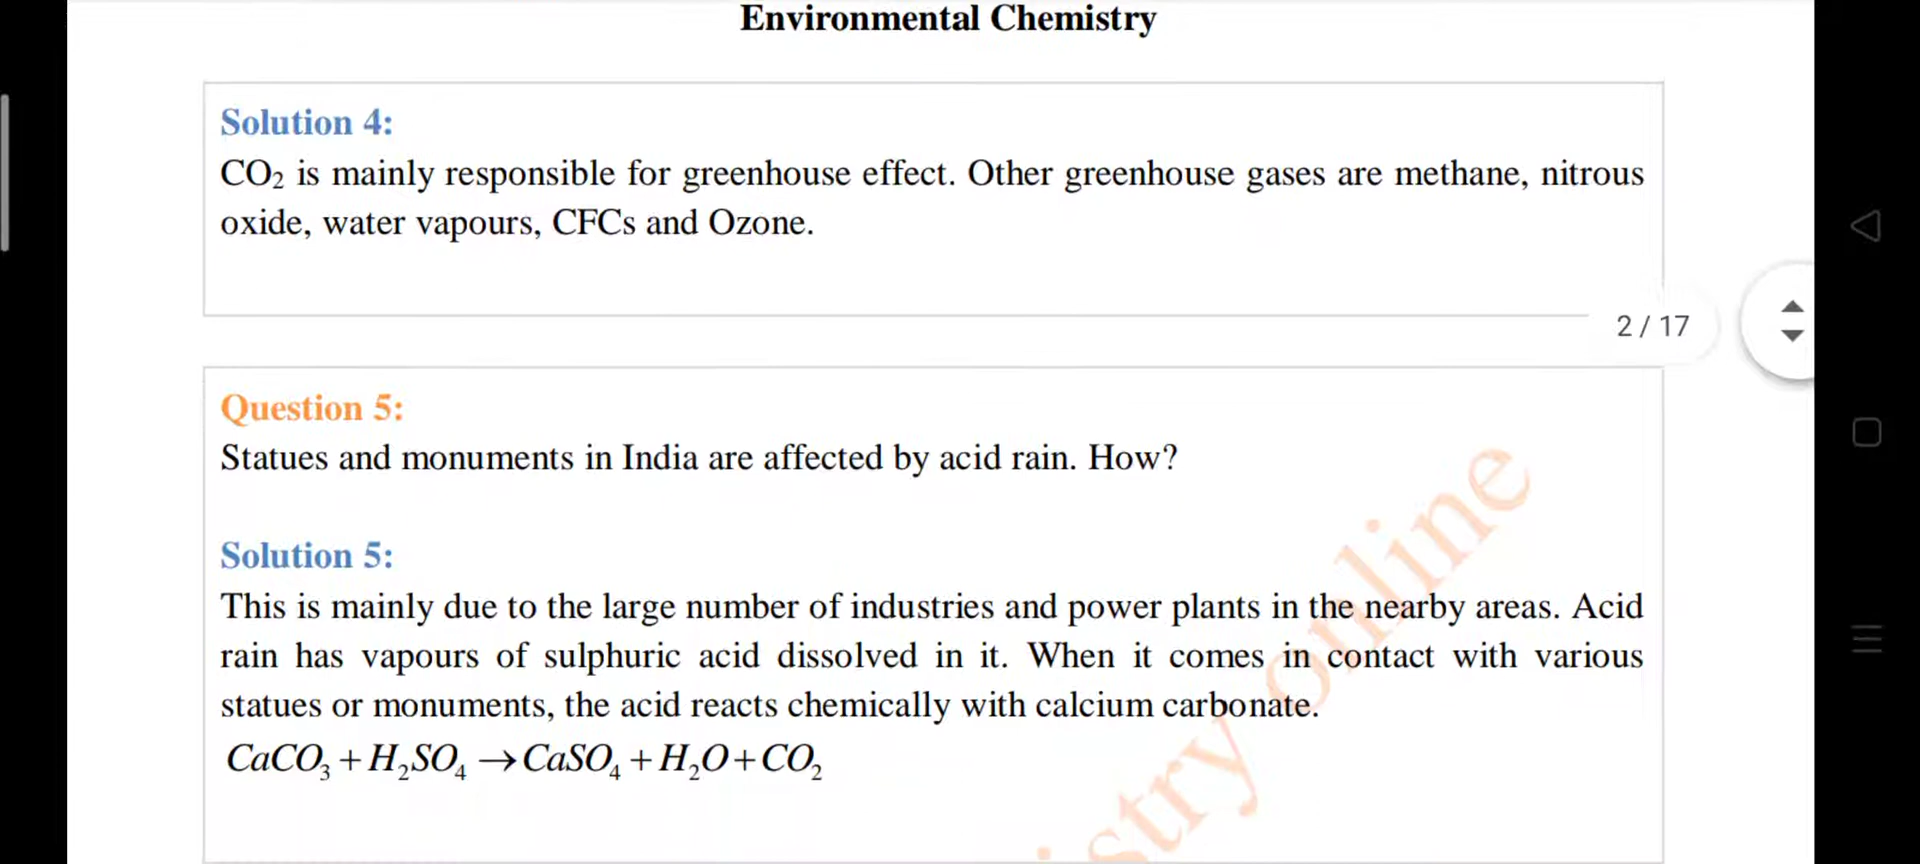 Environmental Chemistry
Solution 4:
CO₂ is mainly responsible for greenhouse effect. Other greenhouse gases are methane, nitrous
oxide, water vapours, CFCs and Ozone.
2 / 17
Question 5:
Statues and monuments in India are affected by acid rain. How?
Solution 5:
This is mainly due to the large number of industries and power plants in the nearby areas. Acid
rain has vapours of sulphuric acid dissolved in it. When it comes in contact with various
statues or monuments, the acid reacts chemically with calcium carbonate.
CaCO₃ + H₂SO₄ → CaSO₄ + H₂O + CO₂
istry online